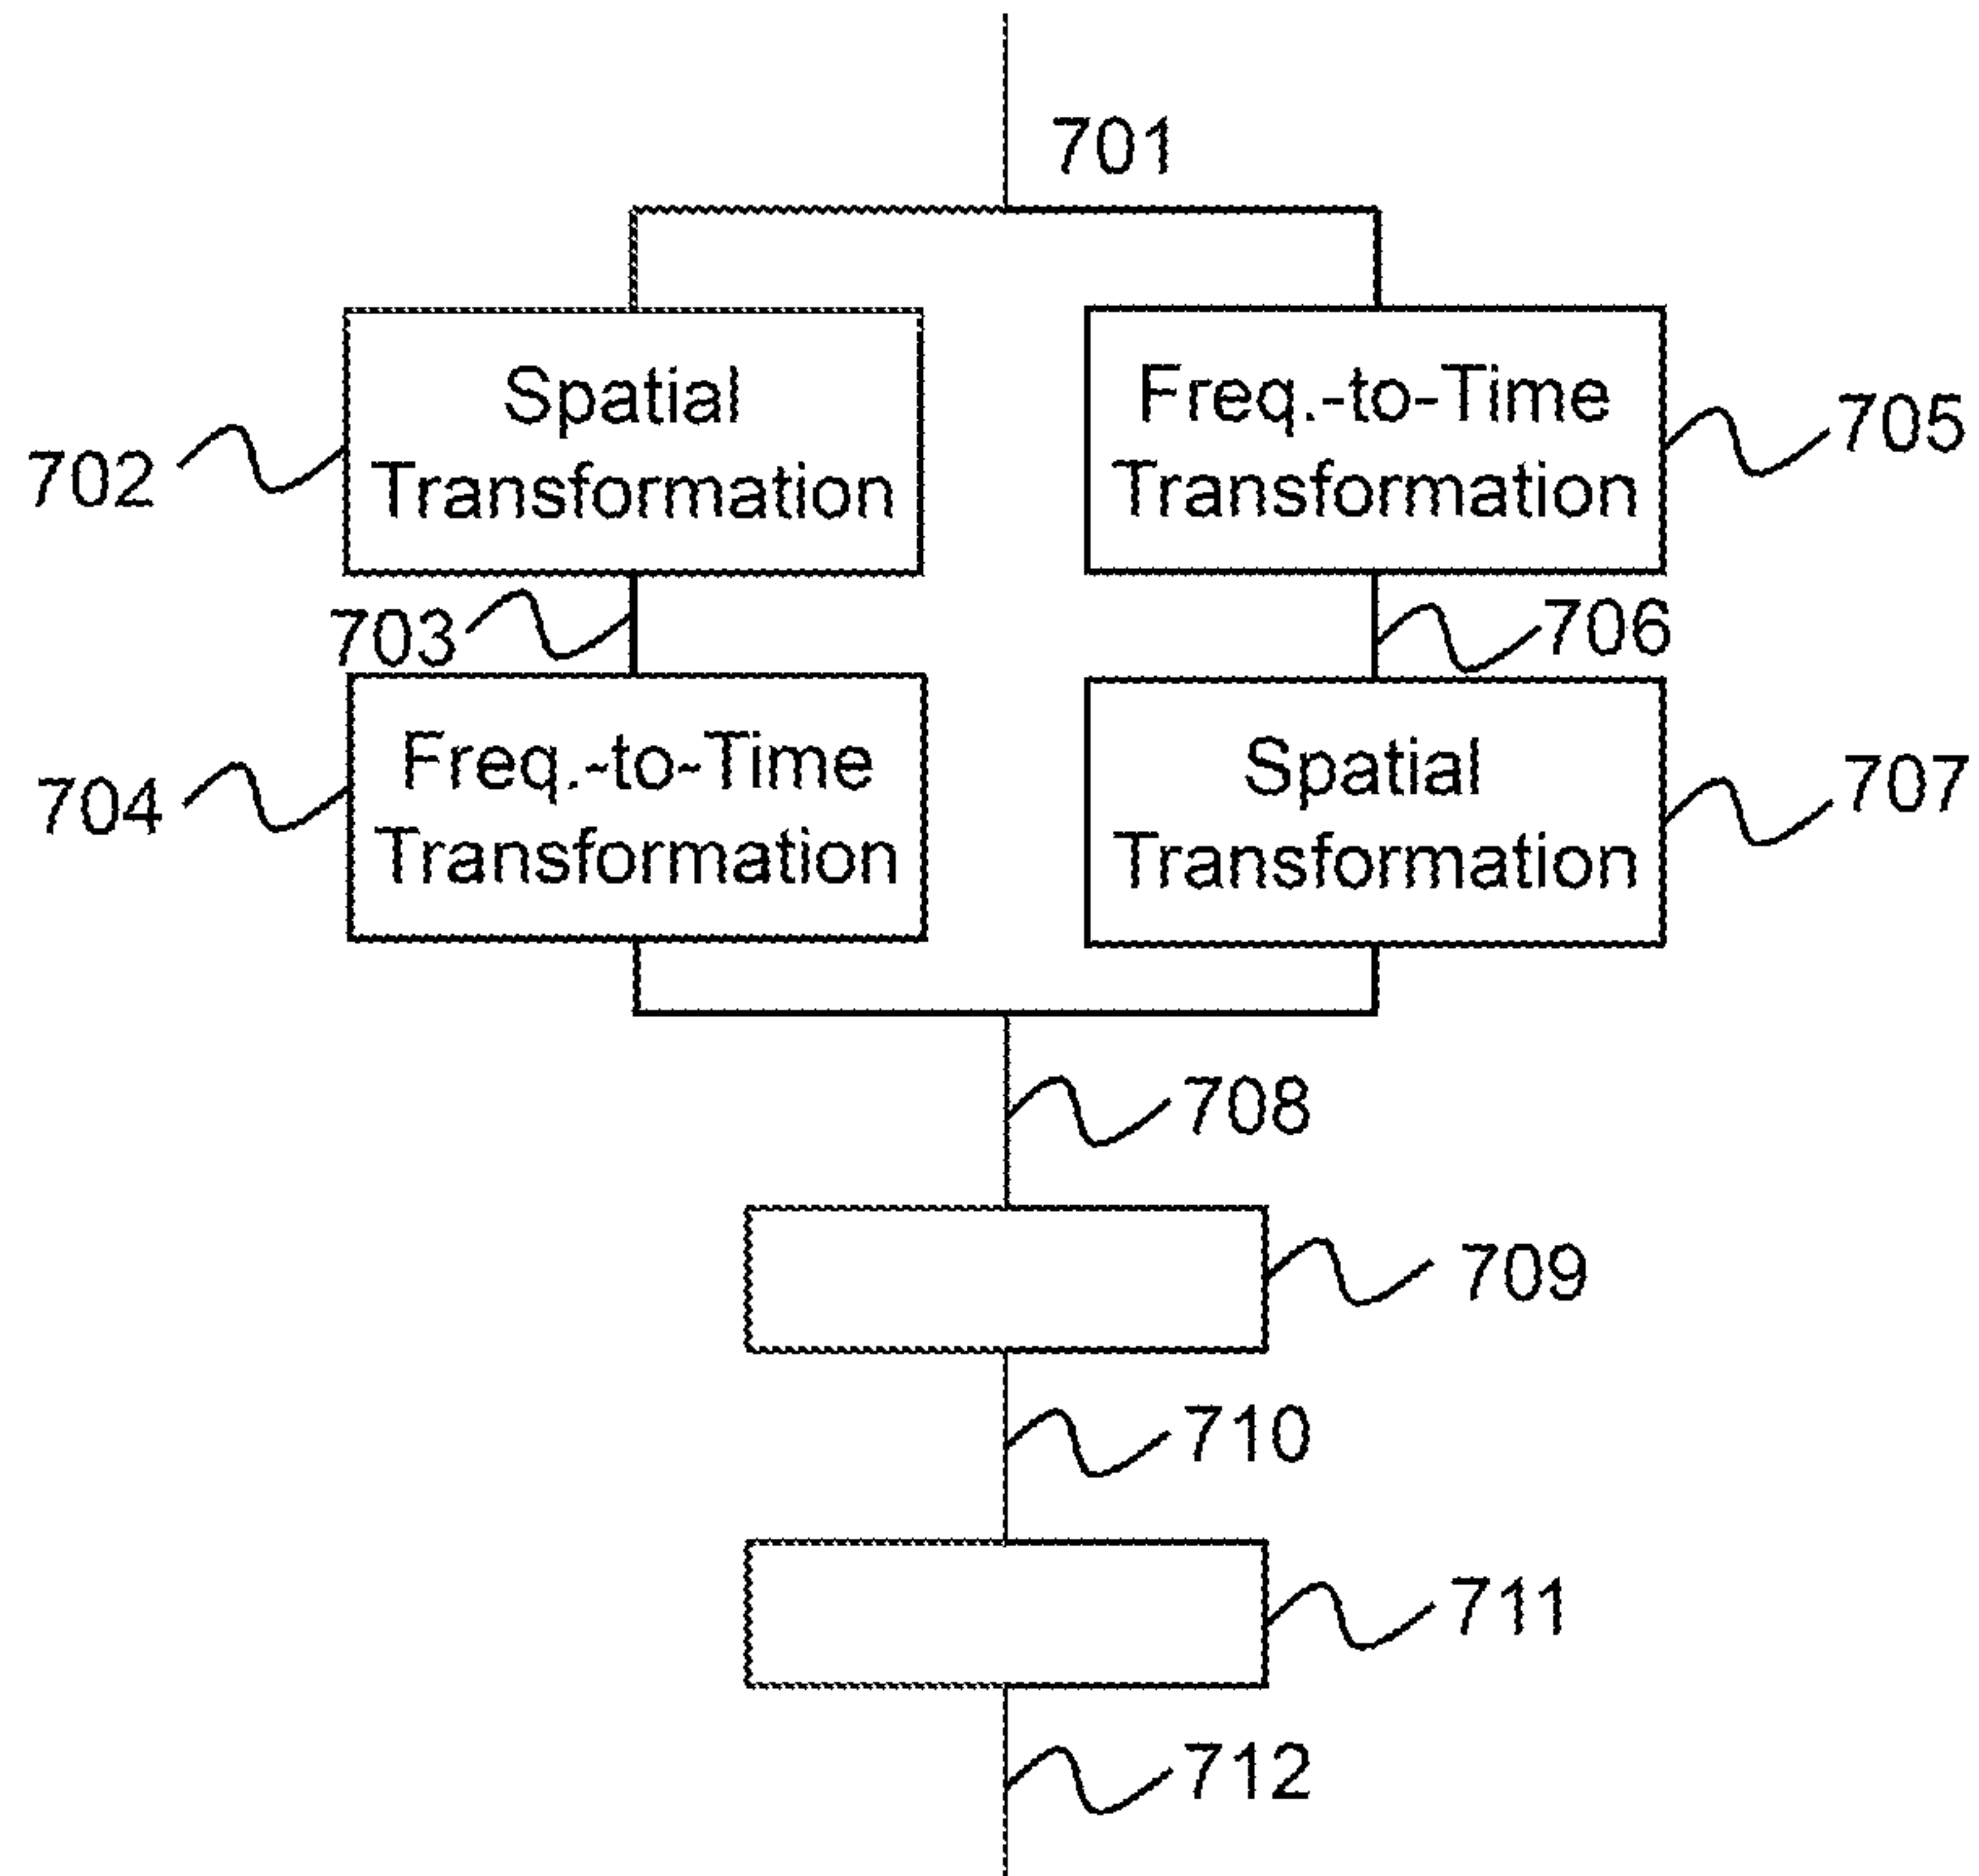 701
Spatial
Transformation
702
Freq.-to-Time
Transformation
705
703
706
Freq.-to-Time
Transformation
704
Spatial
Transformation
707
708
709
710
711
712